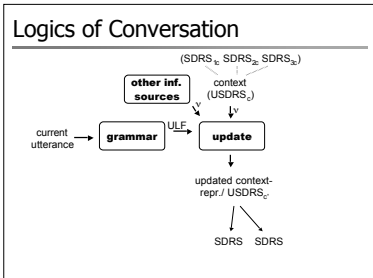 Logics of Conversation
(SDRS1c SDRS2c SDRS3c)
other inf.
sources
context
(USDRSc)
ν
ν
current
utterance
grammar
ULF
update
updated context-
repr./ USDRSc'
SDRS SDRS